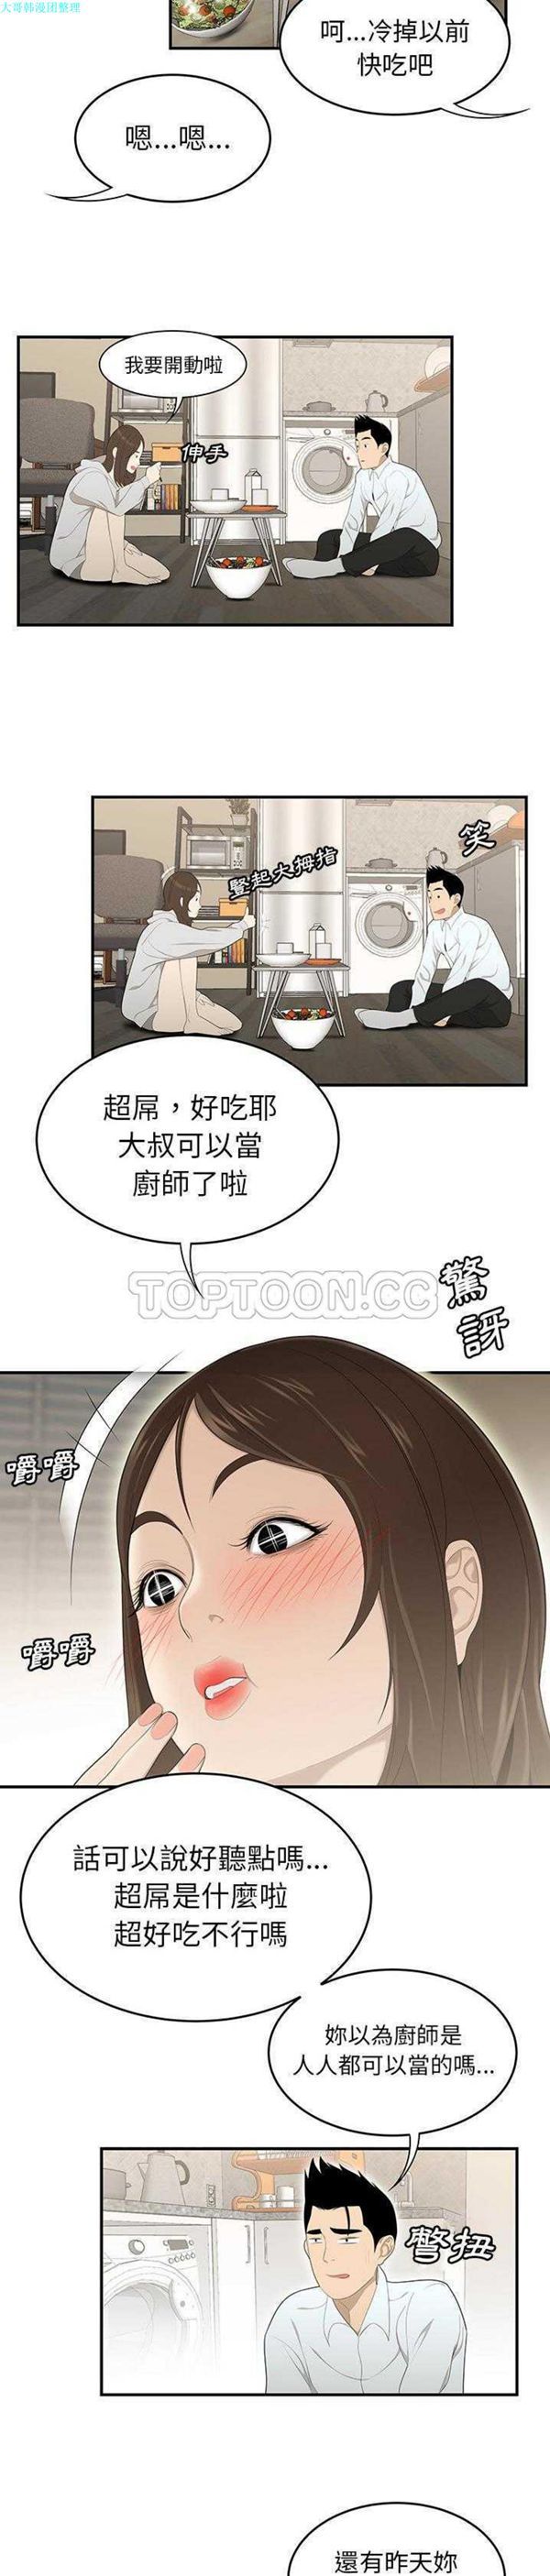 大哥韩漫团整理
呵...冷掉以前
快吃吧
嗯...嗯...
我要開動啦
伸手
笑
豎起大拇指
超屌，好吃耶
大叔可以當
廚師了啦
TOPTOON.CC
驚訝
嚼嚼
嚼嚼
話可以說好聽點嗎...
超屌是什麼啦
超好吃不行嗎
妳以為廚師是
人人都可以當的嗎...
彆扭
還有昨天妳